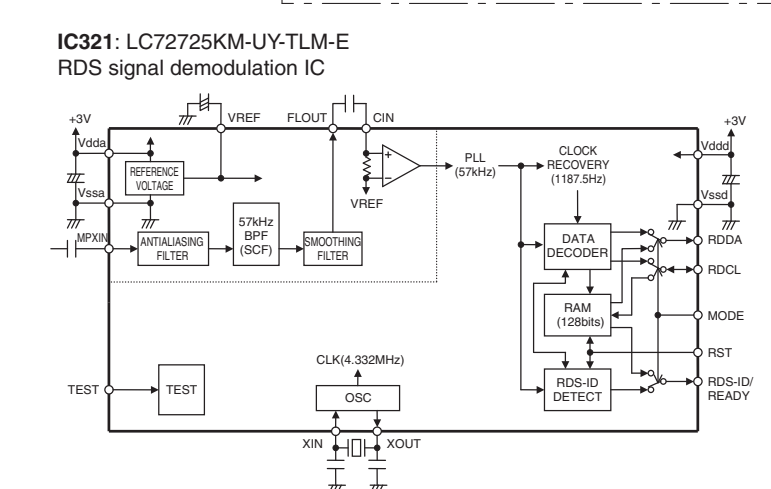 IC321: LC72725KM-UY-TLM-E
RDS signal demodulation IC
+3V
VREF
FLOUT
CIN
+3V
Vdda
REFERENCE
VOLTAGE
Vssa
+
−
VREF
PLL
(57kHz)
CLOCK
RECOVERY
(1187.5Hz)
Vddd
Vssd
MPXIN
ANTIALIASING
FILTER
57kHz
BPF
(SCF)
SMOOTHING
FILTER
DATA
DECODER
RDDA
RDCL
RAM
(128bits)
MODE
RST
CLK(4.332MHz)
TEST
TEST
OSC
RDS-ID
DETECT
RDS-ID/
READY
XIN
XOUT